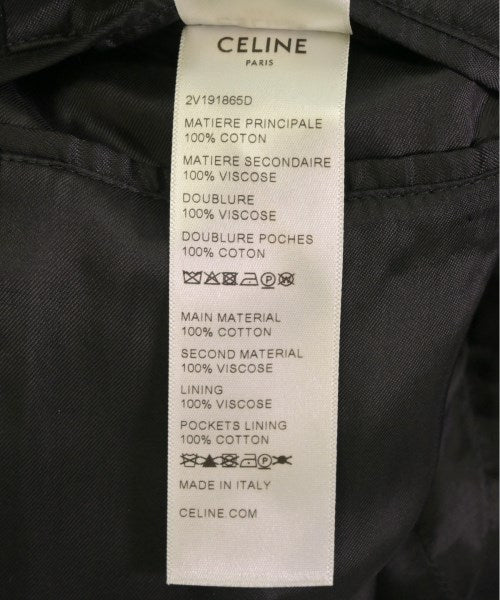 CELINE
PARIS
2V191865D
MATIERE PRINCIPALE
100% COTON
MATIERE SECONDAIRE
100% VISCOSE
DOUBLURE
100% VISCOSE
DOUBLURE POCHES
100% COTON
MAIN MATERIAL
100% COTTON
SECOND MATERIAL
100% VISCOSE
LINING
100% VISCOSE
POCKETS LINING
100% COTTON
MADE IN ITALY
CELINE.COM